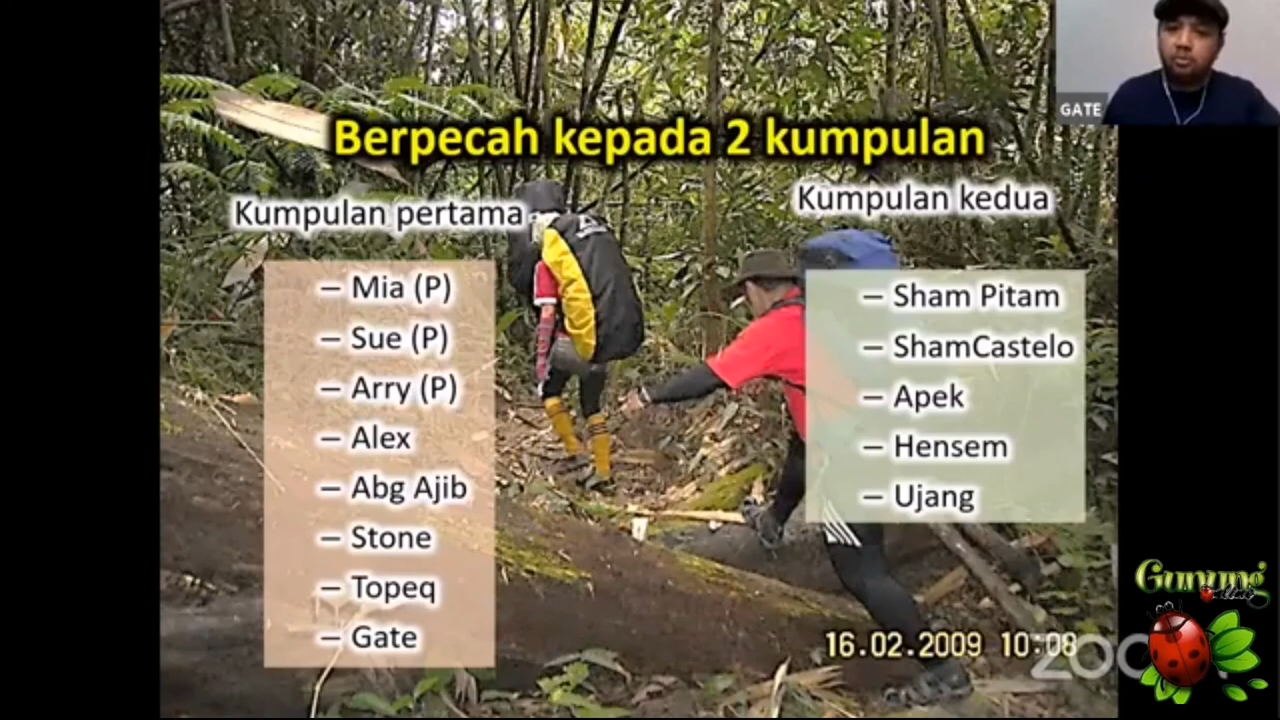 GATE
Berpecah kepada 2 kumpulan
Kumpulan pertama
– Mia (P)
– Sue (P)
– Arry (P)
– Alex
– Abg Ajib
– Stone
– Topeq
– Gate
Kumpulan kedua
– Sham Pitam
– ShamCastelo
– Apek
– Hensem
– Ujang
16.02.2009 10:08
zoom
Gunung